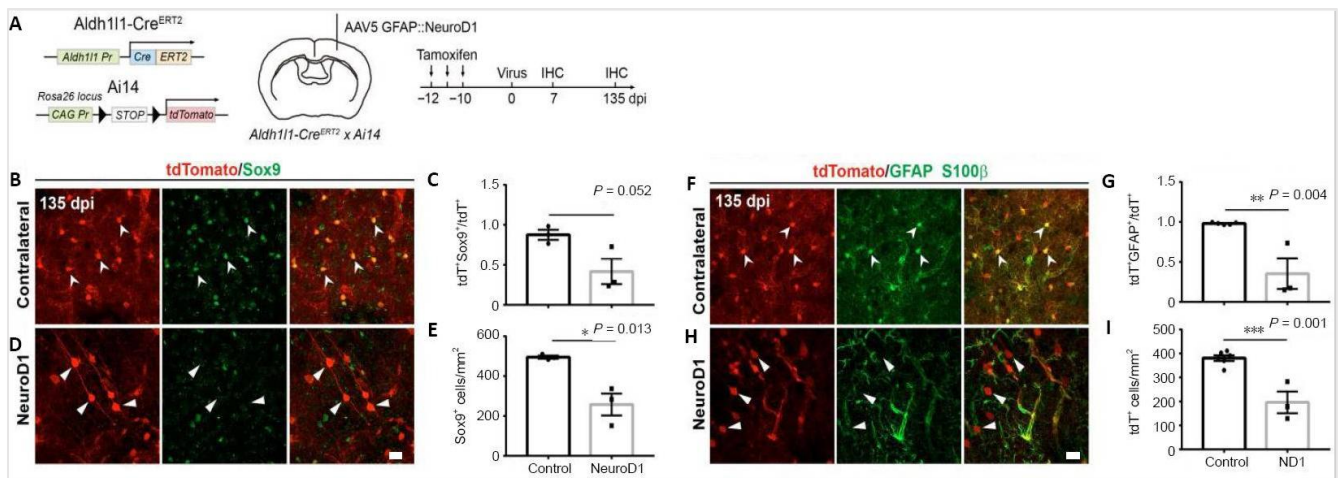 A
Aldh1l1-CreERT2
Aldh1l1 Pr Cre ERT2
Ai14
Rosa26 locus
CAG Pr STOP tdTomato
AAV5 GFAP::NeuroD1
Aldh1l1-CreERT2 x Ai14
Tamoxifen
Virus IHC IHC
−12 −10 0 7 135 dpi
tdTomato/Sox9
B
135 dpi
Contralateral
C
P = 0.052
tdT+Sox9+/tdT+
1.5
1.0
0.5
0
D
NeuroD1
E
* P = 0.013
Sox9+ cells/mm2
600
400
200
0
Control NeuroD1
tdTomato/GFAP S100β
F
135 dpi
Contralateral
G
** P = 0.004
tdT+GFAP+/tdT+
1.5
1.0
0.5
0
H
NeuroD1
I
*** P = 0.001
tdT+ cells/mm2
500
400
300
200
100
0
Control ND1